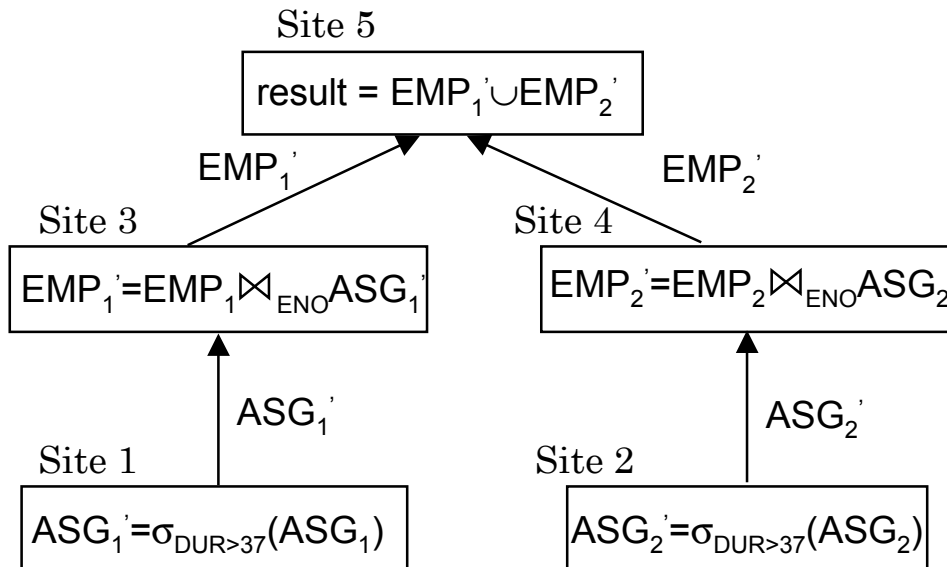 Site 5
result = EMP₁’∪EMP₂’
EMP₁’
EMP₂’
Site 3
Site 4
EMP₁’=EMP₁⋈ENOASG₁’
EMP₂’=EMP₂⋈ENOASG₂
ASG₁’
ASG₂’
Site 1
Site 2
ASG₁’=σDUR>37(ASG₁)
ASG₂’=σDUR>37(ASG₂)